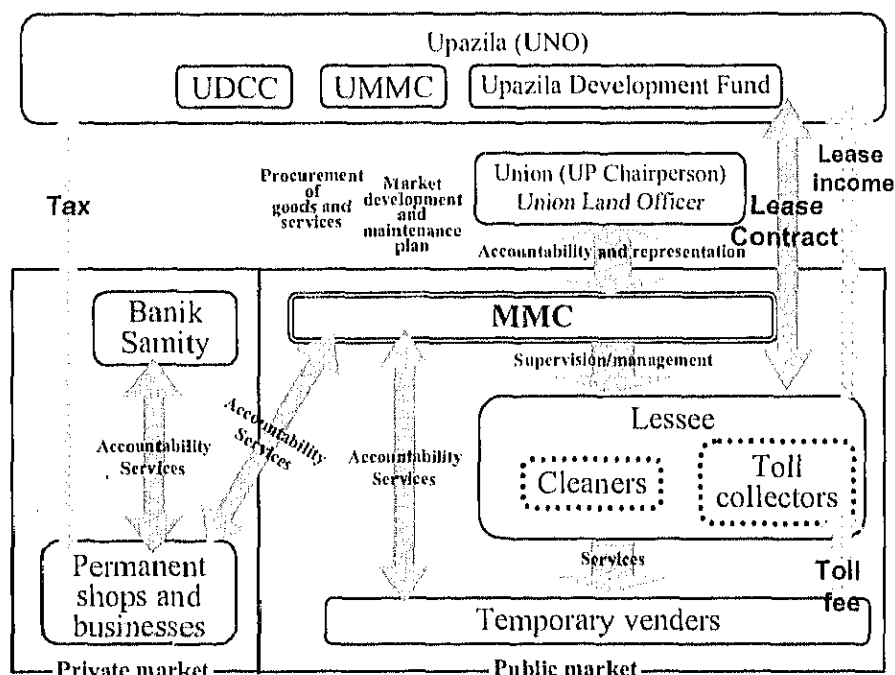 Upazila (UNO)
UDCC
UMMC
Upazila Development Fund
Tax
Procurement
of
goods and
services
Market
development
and
maintenance
plan
Union (UP Chairperson)
Union Land Officer
Lease
income
Lease
Contract
Accountability and representation
Banik
Samity
MMC
Supervision/management
Accountability
Services
Accountability
Services
Accountability
Services
Lessee
Cleaners
Toll
collectors
Services
Toll
fee
Permanent
shops and
businesses
Temporary venders
Private market
Public market